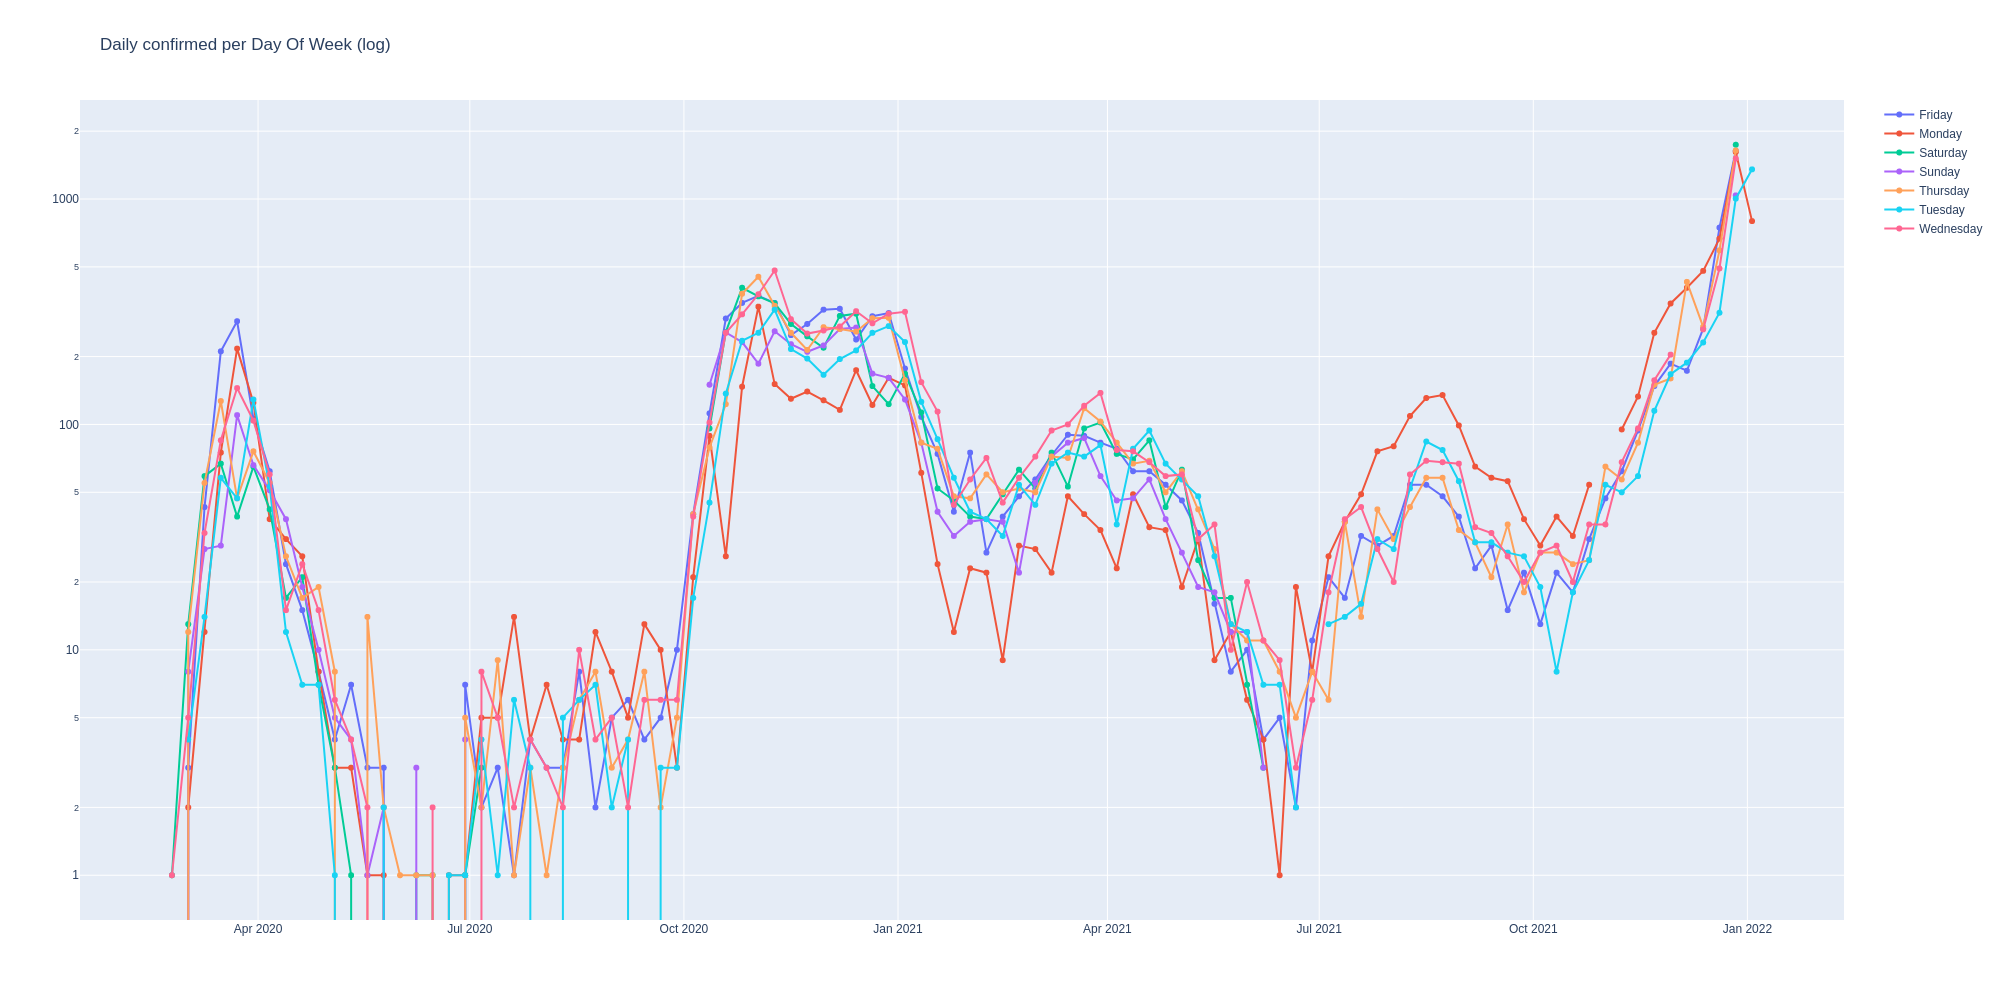 Daily confirmed per Day Of Week (log)
2
1000
5
2
100
5
2
10
5
2
1
Apr 2020
Jul 2020
Oct 2020
Jan 2021
Apr 2021
Jul 2021
Oct 2021
Jan 2022
Friday
Monday
Saturday
Sunday
Thursday
Tuesday
Wednesday